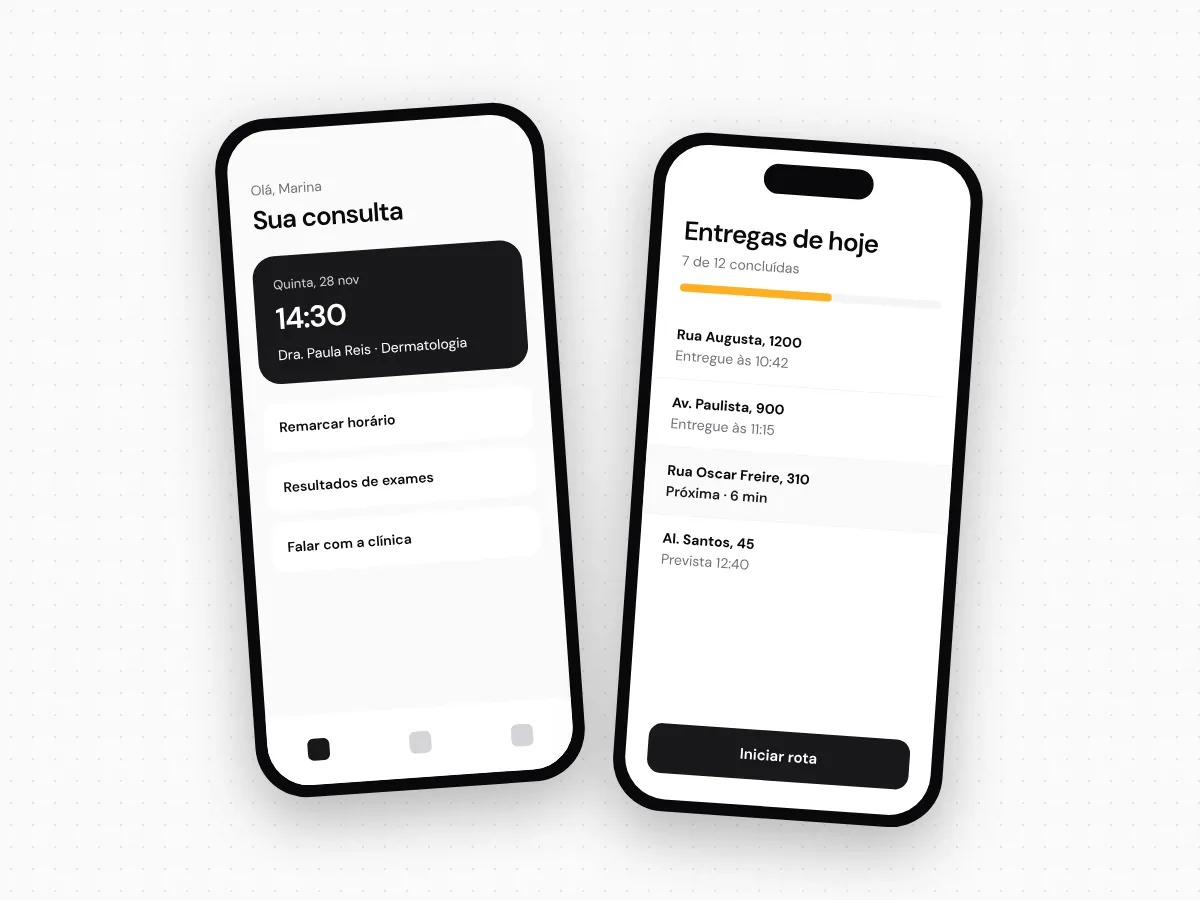 Olá, Marina
Sua consulta
Quinta, 28 nov
14:30
Dra. Paula Reis · Dermatologia
Remarcar horário
Resultados de exames
Falar com a clínica
Entregas de hoje
7 de 12 concluídas
Rua Augusta, 1200
Entregue às 10:42
Av. Paulista, 900
Entregue às 11:15
Rua Oscar Freire, 310
Próxima · 6 min
Al. Santos, 45
Prevista 12:40
Iniciar rota